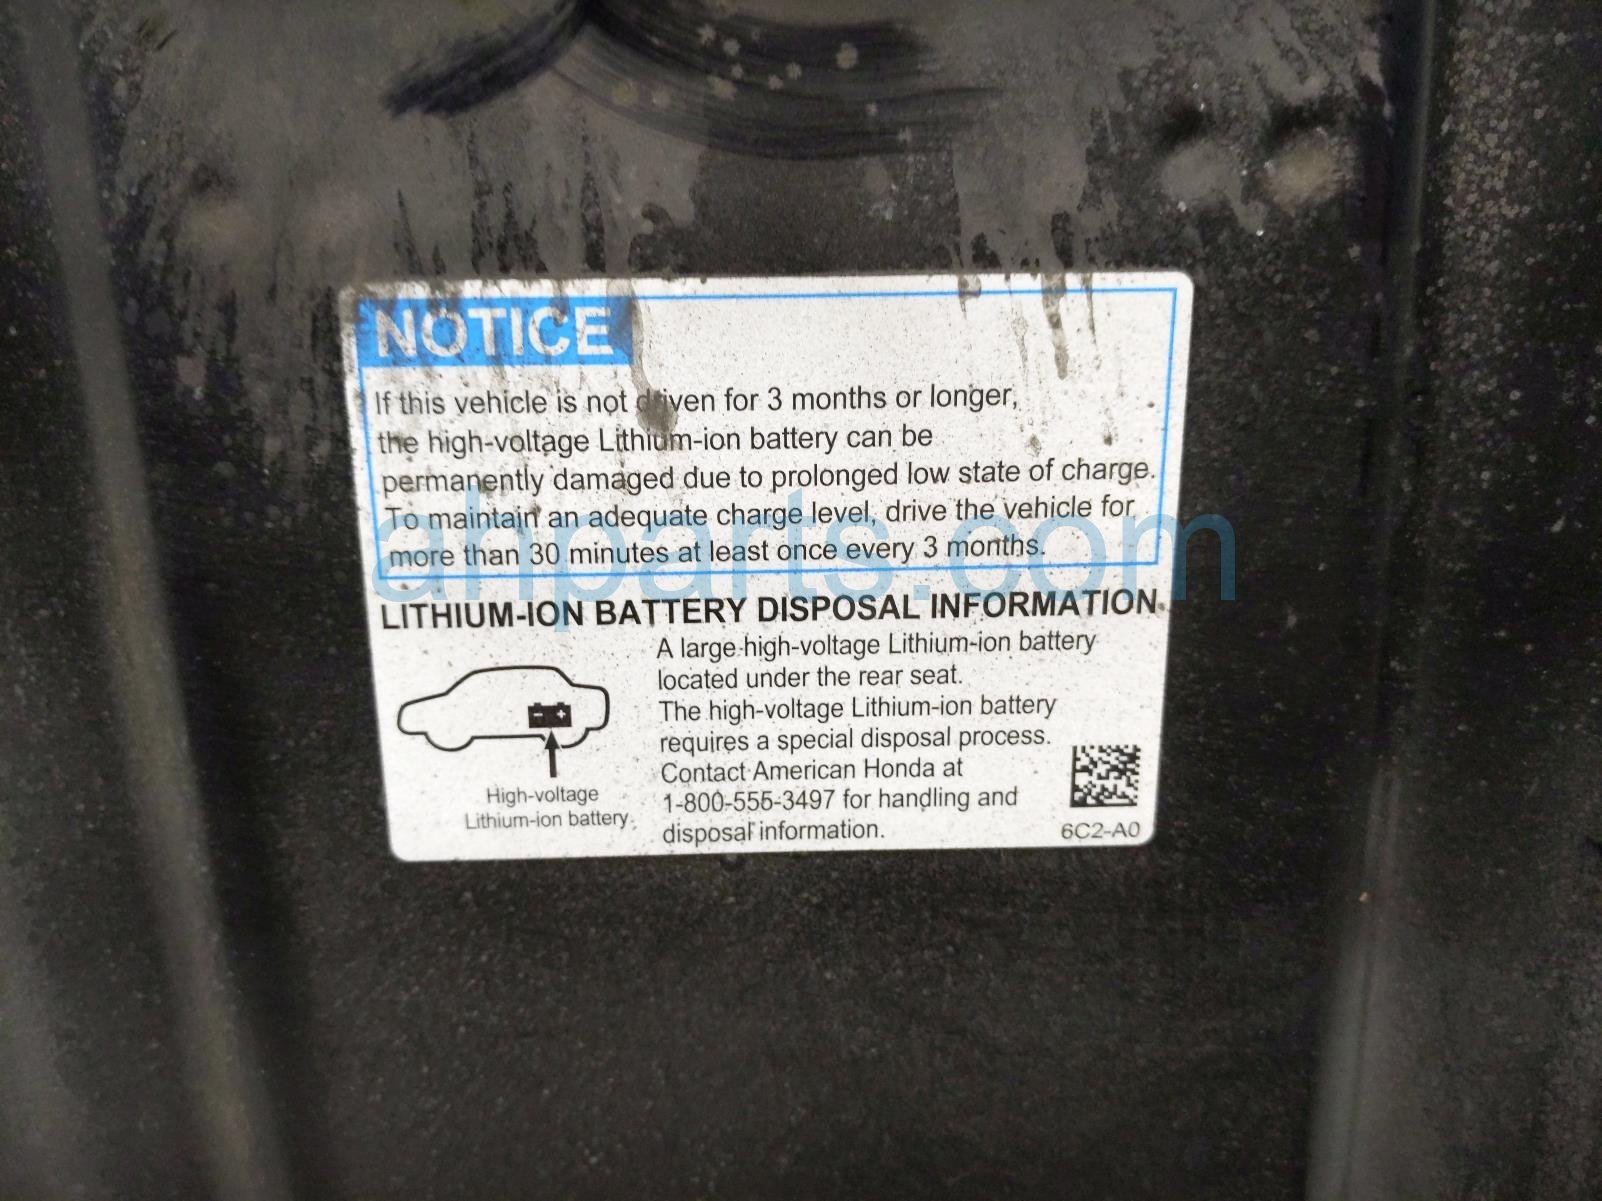 NOTICE
If this vehicle is not driven for 3 months or longer,
the high-voltage Lithium-ion battery can be
permanently damaged due to prolonged low state of charge.
To maintain an adequate charge level, drive the vehicle for
more than 30 minutes at least once every 3 months.
ahparts.com
LITHIUM-ION BATTERY DISPOSAL INFORMATION
A large high-voltage Lithium-ion battery
located under the rear seat.
The high-voltage Lithium-ion battery
requires a special disposal process.
Contact American Honda at
1-800-555-3497 for handling and
disposal information.
- +
High-voltage
Lithium-ion battery
6C2-A0